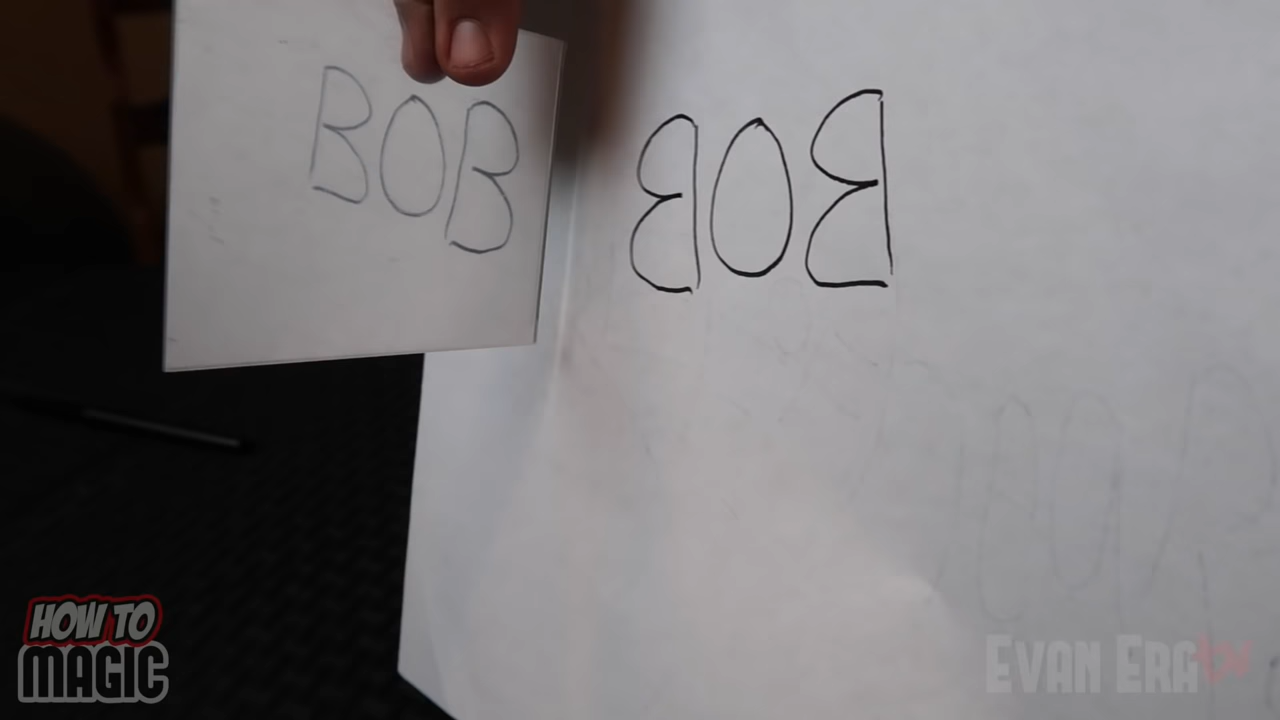 BOB
BOB
HOW TO
MAGIC
EVAN ERA tv